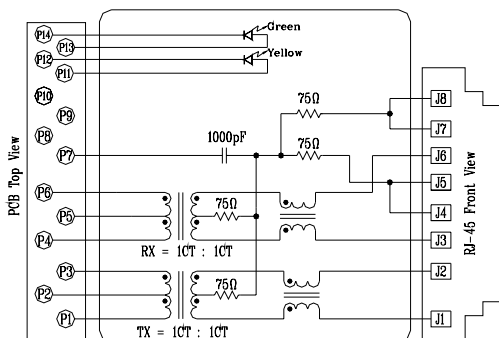 P14
Green
P13
P12
Yellow
P11
P10
P9
P8
P7
1000pF
75Ω
75Ω
J8
J7
J6
J5
J4
J3
J2
J1
P6
P5
P4
75Ω
RX = 1CT : 1CT
P3
P2
P1
75Ω
TX = 1CT : 1CT
PCB Top View
RJ-45 Front View